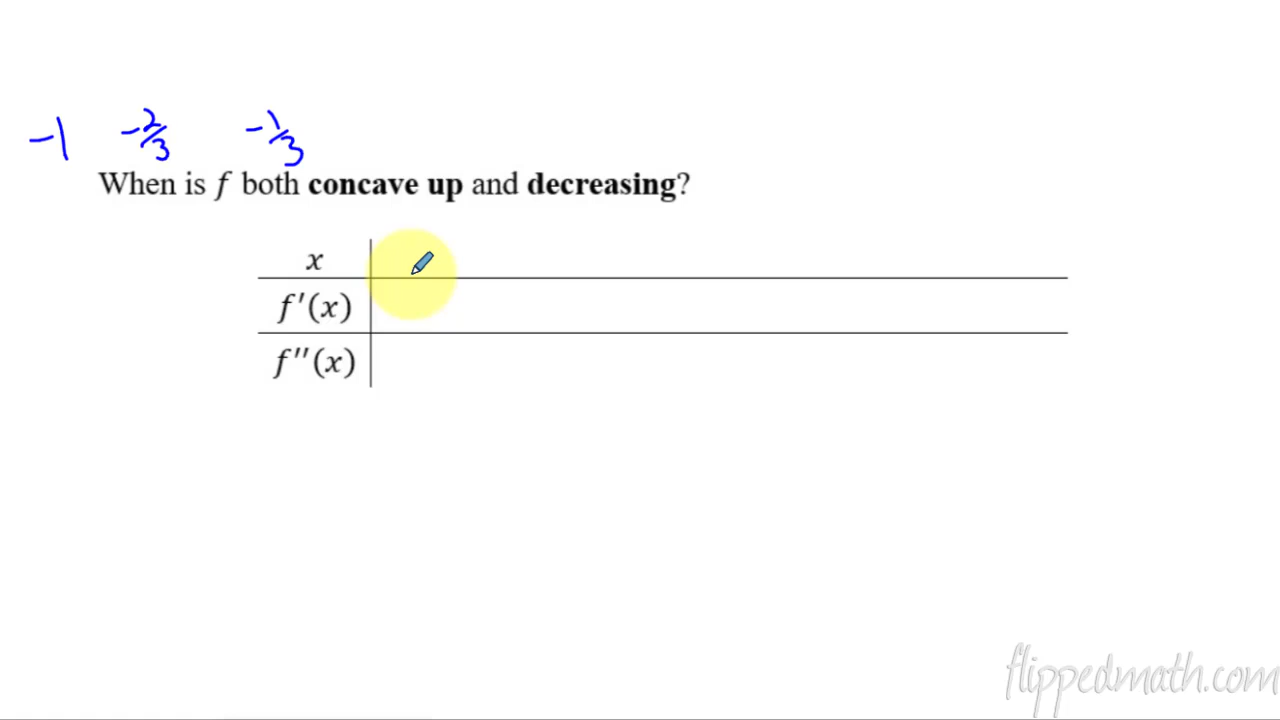 -1 -2/3 -1/3
When is f both concave up and decreasing?
x
f'(x)
f''(x)
flippedmath.com